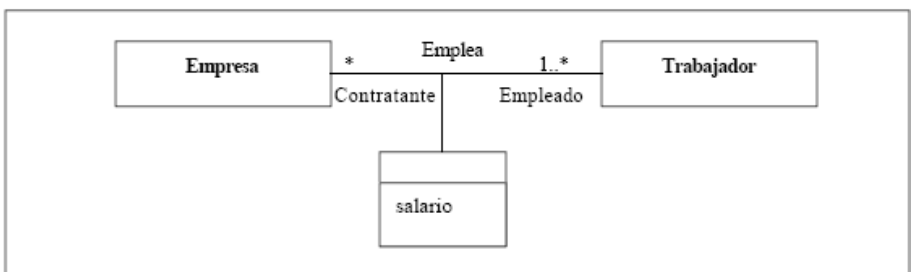 Emplea
Empresa
*
1..*
Trabajador
Contratante
Empleado
salario